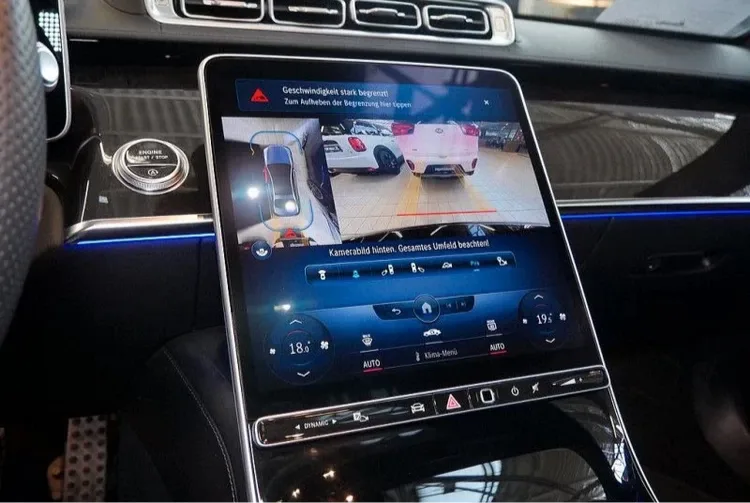 Geschwindigkeit stark begrenzt!
Zum Aufheben der Begrenzung hier tippen
ENGINE
START / STOP
Kamerabild hinten. Gesamtes Umfeld beachten!
18.0
19.5
AUTO
Klima-Menü
AUTO
DYNAMIC